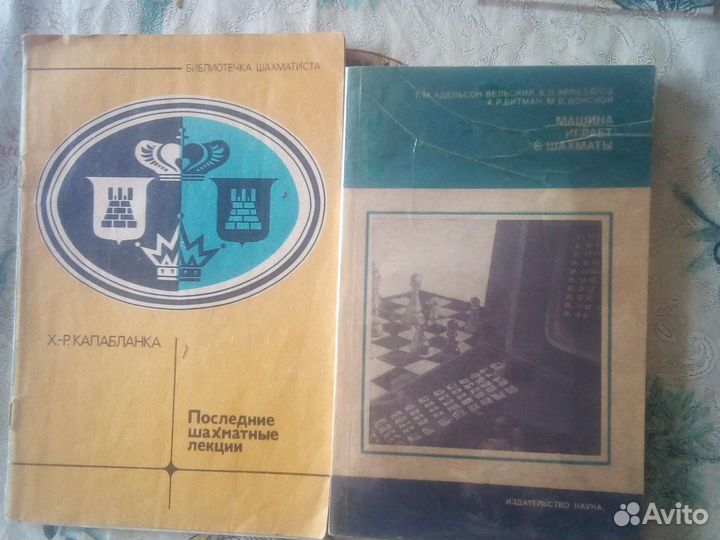 БИБЛИОТЕЧКА ШАХМАТИСТА
Х.-Р. КАПАБЛАНКА
Последние
шахматные
лекции
Г. М. АДЕЛЬСОН-ВЕЛЬСКИЙ, В. Л. АРЛАЗАРОВ,
А. Р. БИТМАН, М. В. ДОНСКОЙ
МАШИНА
ИГРАЕТ
В ШАХМАТЫ
ИЗДАТЕЛЬСТВО НАУКА
Avito